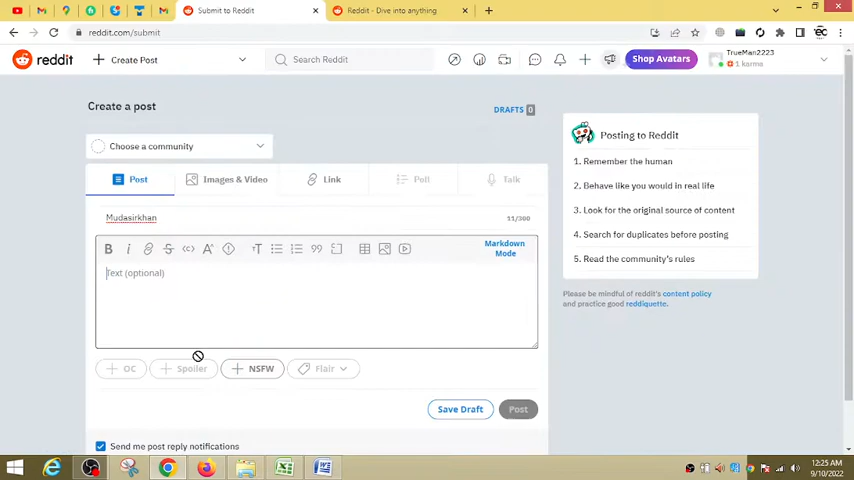 Submit to Reddit
Reddit - Dive into anything
reddit.com/submit
reddit
Create Post
Search Reddit
Shop Avatars
TrueMan2223
1 karma
Create a post
DRAFTS 0
Choose a community
Post
Images & Video
Link
Poll
Talk
Mudasirkhan
11/300
Markdown
Mode
Text (optional)
OC
Spoiler
NSFW
Flair
Save Draft
Post
Send me post reply notifications
Posting to Reddit
1. Remember the human
2. Behave like you would in real life
3. Look for the original source of content
4. Search for duplicates before posting
5. Read the community's rules
Please be mindful of reddit's content policy
and practice good reddiquette.
12:25 AM
9/10/2022